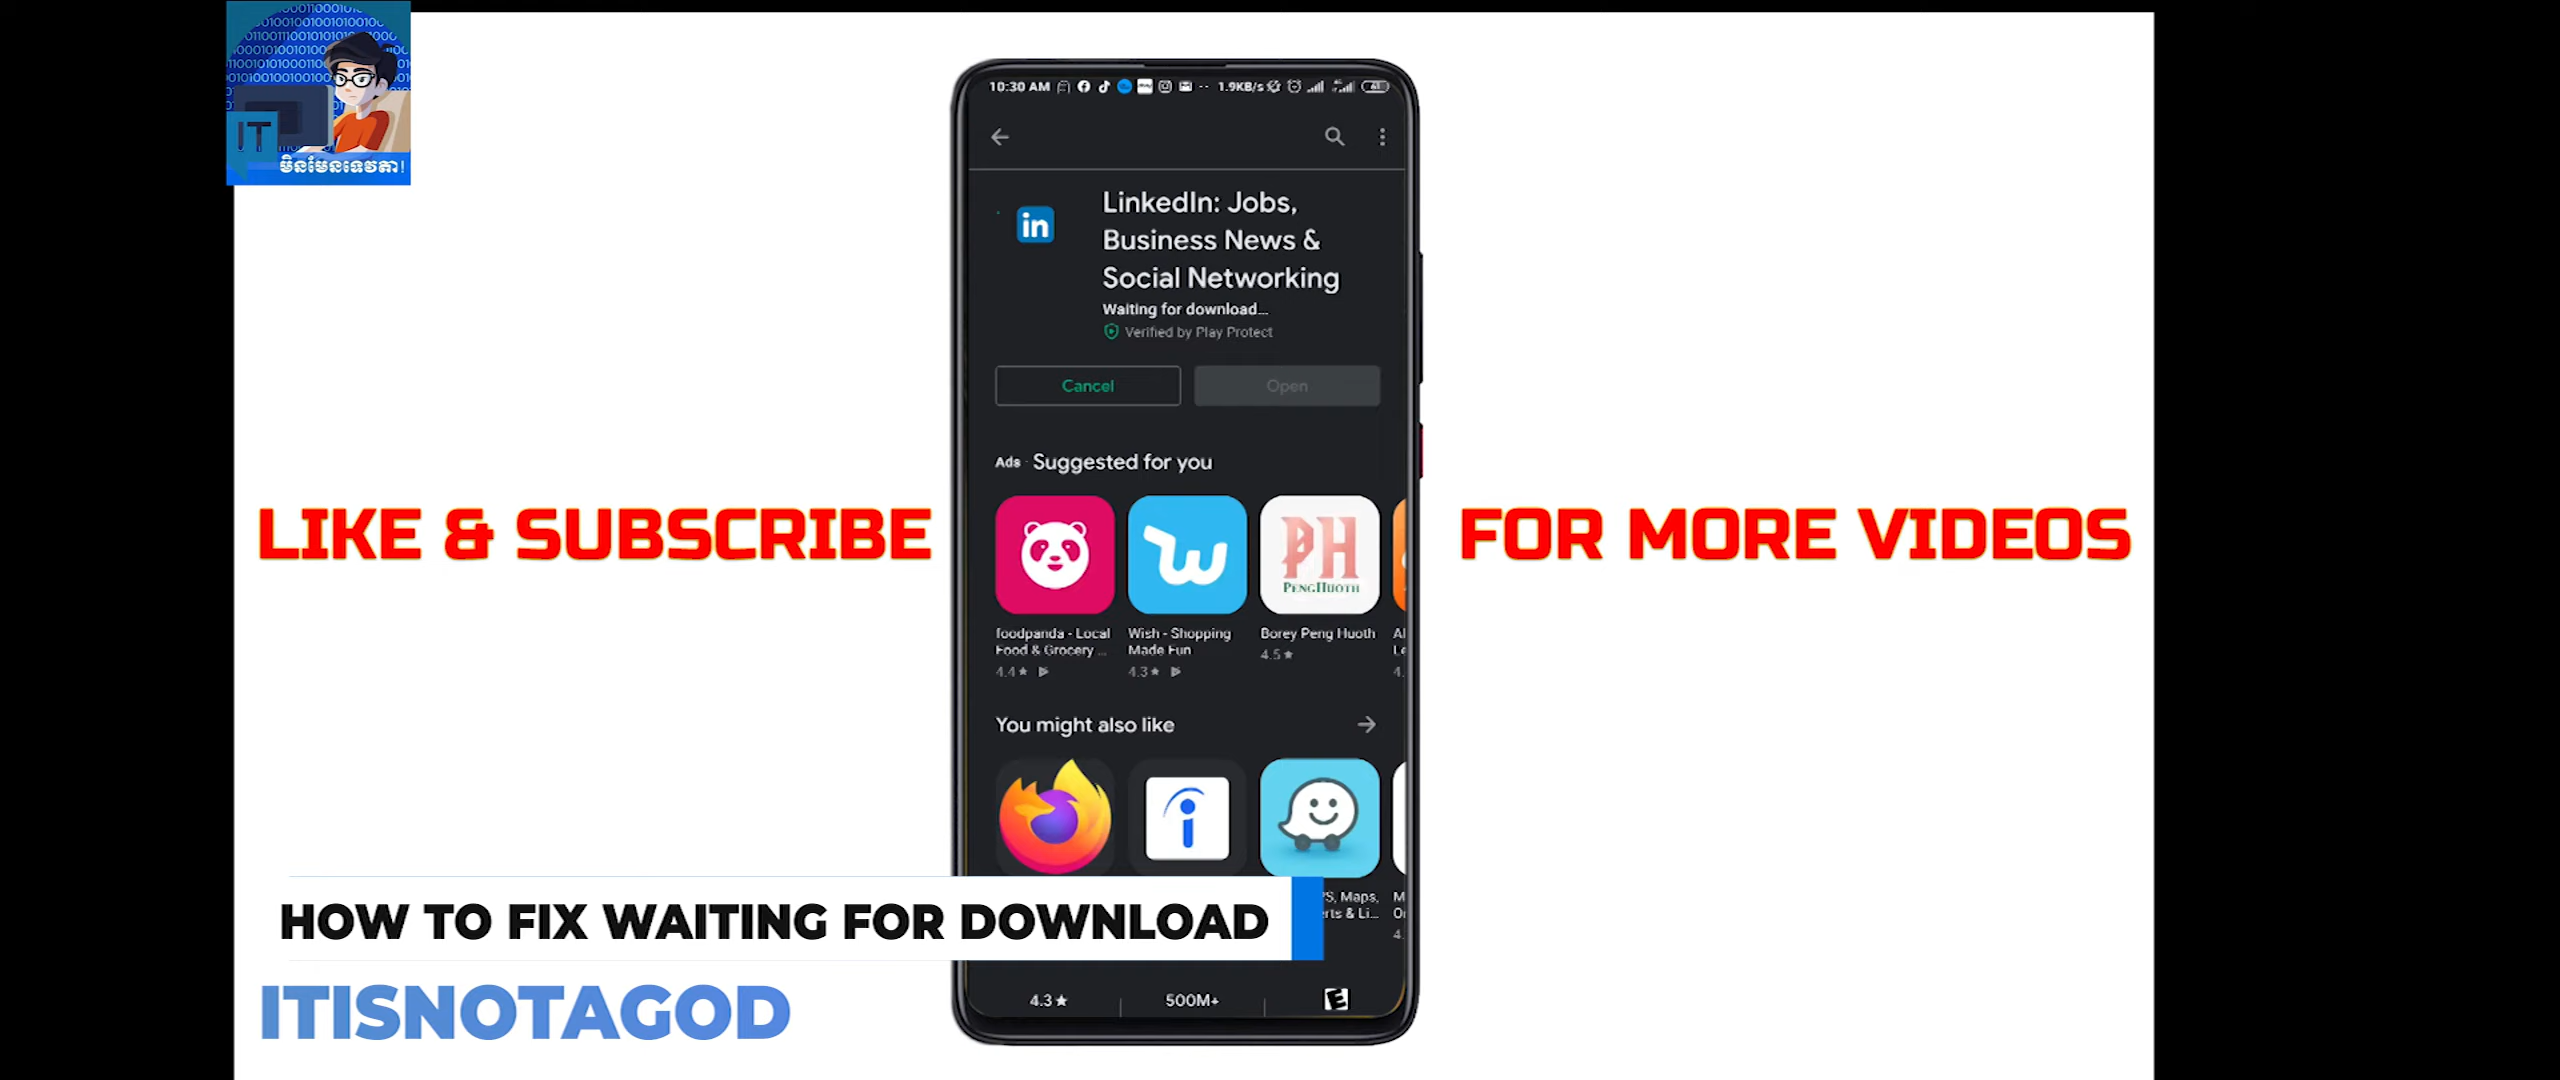 IT
មិនមែនទេវតា!
10:30 AM
1.9KB/s
61
in
LinkedIn: Jobs,
Business News &
Social Networking
Waiting for download...
Verified by Play Protect
Cancel
Open
Ads · Suggested for you
LIKE & SUBSCRIBE
FOR MORE VIDEOS
PH
PENGHUOTH
foodpanda - Local
Food & Grocery ...
4.4★
Wish - Shopping
Made Fun
4.3★
Borey Peng Huoth
4.5★
You might also like
HOW TO FIX WAITING FOR DOWNLOAD
ITISNOTAGOD
4.3★
500M+
E